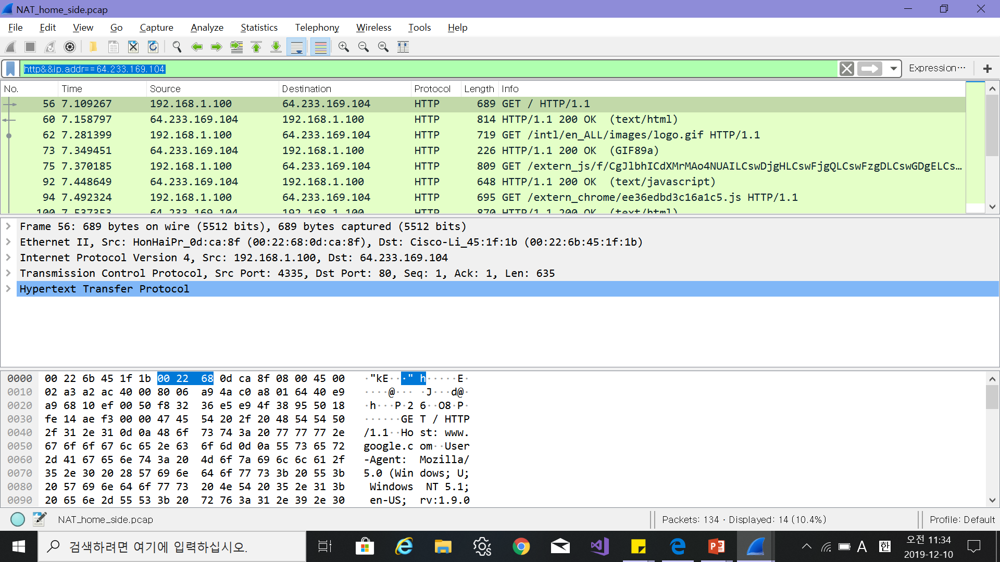 NAT_home_side.pcap
File Edit View Go Capture Analyze Statistics Telephony Wireless Tools Help
http&&ip.addr==64.233.169.104 Expression… +
No. Time Source Destination Protocol Length Info
56 7.109267 192.168.1.100 64.233.169.104 HTTP 689 GET / HTTP/1.1
60 7.158797 64.233.169.104 192.168.1.100 HTTP 814 HTTP/1.1 200 OK (text/html)
62 7.281399 192.168.1.100 64.233.169.104 HTTP 719 GET /intl/en_ALL/images/logo.gif HTTP/1.1
73 7.349451 64.233.169.104 192.168.1.100 HTTP 226 HTTP/1.1 200 OK (GIF89a)
75 7.370185 192.168.1.100 64.233.169.104 HTTP 809 GET /extern_js/f/CgJlbhICdXMrMAo4NUAILCswDjgHLCswFjgQLCswFzgDLCswGDgELCs…
92 7.448649 64.233.169.104 192.168.1.100 HTTP 648 HTTP/1.1 200 OK (text/javascript)
94 7.492324 192.168.1.100 64.233.169.104 HTTP 695 GET /extern_chrome/ee36edbd3c16a1c5.js HTTP/1.1
100 7.537353 64.233.169.104 192.168.1.100 HTTP 870 HTTP/1.1 200 OK (text/html)
Frame 56: 689 bytes on wire (5512 bits), 689 bytes captured (5512 bits)
Ethernet II, Src: HonHaiPr_0d:ca:8f (00:22:68:0d:ca:8f), Dst: Cisco-Li_45:1f:1b (00:22:6b:45:1f:1b)
Internet Protocol Version 4, Src: 192.168.1.100, Dst: 64.233.169.104
Transmission Control Protocol, Src Port: 4335, Dst Port: 80, Seq: 1, Ack: 1, Len: 635
Hypertext Transfer Protocol
0000 00 22 6b 45 1f 1b 00 22 68 0d ca 8f 08 00 45 00 ·"kE···" h·····E·
0010 02 a3 a2 ac 40 00 80 06 a9 4a c0 a8 01 64 40 e9 ····@··· ·J···d@·
0020 a9 68 10 ef 00 50 f8 32 36 e5 e9 4f 38 95 50 18 ·h···P·2 6··O8·P·
0030 fe 14 ae f3 00 00 47 45 54 20 2f 20 48 54 54 50 ······GE T / HTTP
0040 2f 31 2e 31 0d 0a 48 6f 73 74 3a 20 77 77 77 2e /1.1··Ho st: www.
0050 67 6f 6f 67 6c 65 2e 63 6f 6d 0d 0a 55 73 65 72 google.c om··User
0060 2d 41 67 65 6e 74 3a 20 4d 6f 7a 69 6c 6c 61 2f -Agent: Mozilla/
0070 35 2e 30 20 28 57 69 6e 64 6f 77 73 3b 20 55 3b 5.0 (Win dows; U;
0080 20 57 69 6e 64 6f 77 73 20 4e 54 20 35 2e 31 3b Windows NT 5.1;
0090 20 65 6e 2d 55 53 3b 20 72 76 3a 31 2e 39 2e 30 en-US; rv:1.9.0
NAT_home_side.pcap Packets: 134 · Displayed: 14 (10.4%) Profile: Default
검색하려면 여기에 입력하십시오. A 한 오전 11:34
2019-12-10